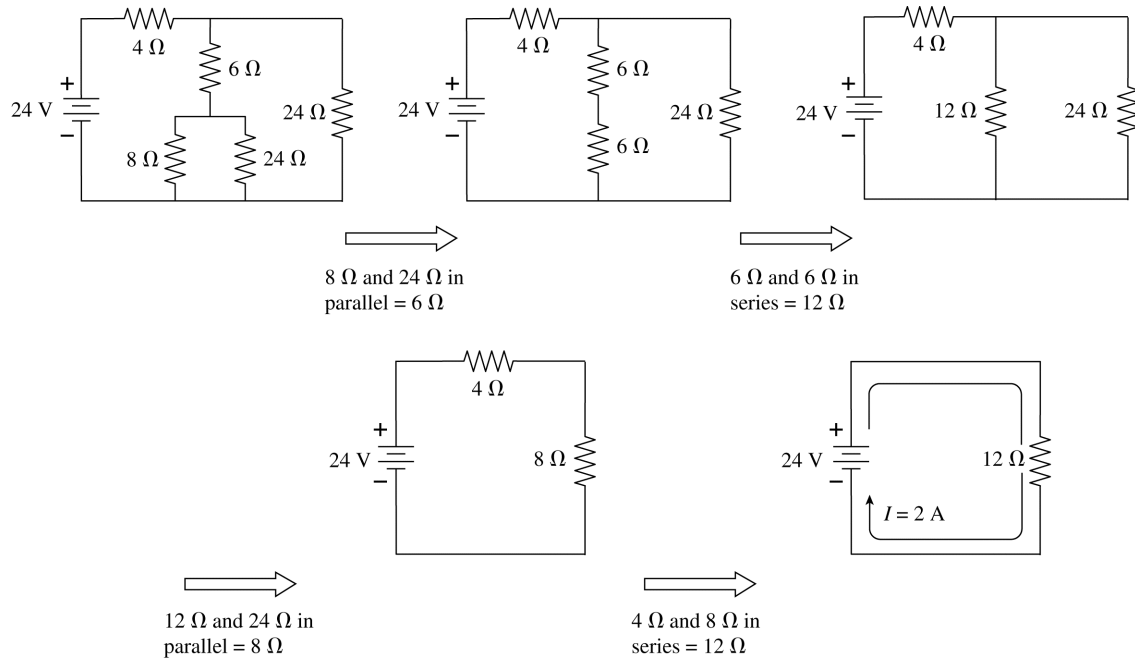 4 Ω
6 Ω
24 V
+
−
24 Ω
8 Ω
24 Ω
4 Ω
6 Ω
24 V
+
−
24 Ω
6 Ω
4 Ω
24 V
+
−
12 Ω
24 Ω
8 Ω and 24 Ω in
parallel = 6 Ω
6 Ω and 6 Ω in
series = 12 Ω
4 Ω
24 V
+
−
8 Ω
24 V
+
−
12 Ω
I = 2 A
12 Ω and 24 Ω in
parallel = 8 Ω
4 Ω and 8 Ω in
series = 12 Ω